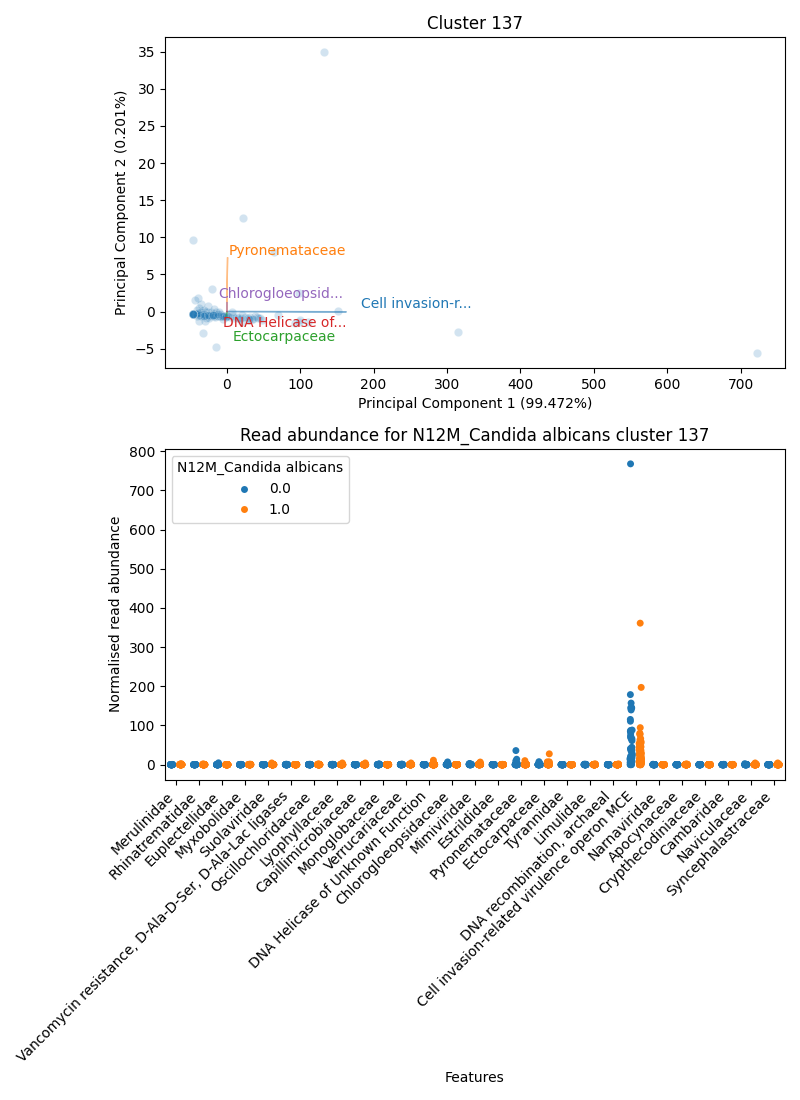 Cluster 137
Principal Component 2 (0.201%)
35
30
25
20
15
10
5
0
−5
Pyronemataceae
Chlorogloeopsid...
Cell invasion-r...
DNA Helicase of...
Ectocarpaceae
0
100
200
300
400
500
600
700
Principal Component 1 (99.472%)
Read abundance for N12M_Candida albicans cluster 137
Normalised read abundance
800
700
600
500
400
300
200
100
0
N12M_Candida albicans
0.0
1.0
Merulinidae
Rhinatrematidae
Euplectellidae
Myxobolidae
Suolaviridae
Vancomycin resistance, D-Ala-D-Ser, D-Ala-Lac ligases
Oscillochloridaceae
Lyophyllaceae
Capillimicrobiaceae
Monoglobaceae
Verrucariaceae
DNA Helicase of Unknown Function
Chlorogloeopsidaceae
Mimiviridae
Estrildidae
Pyronemataceae
Ectocarpaceae
Tyrannidae
Limulidae
DNA recombination, archaeal
Cell invasion-related virulence operon MCE
Narnaviridae
Apocynaceae
Crypthecodiniaceae
Cambaridae
Naviculaceae
Syncephalastraceae
Features